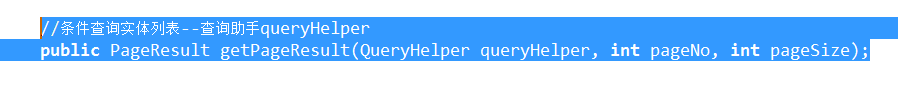 //条件查询实体列表--查询助手queryHelper
public PageResult getPageResult(QueryHelper queryHelper, int pageNo, int pageSize);